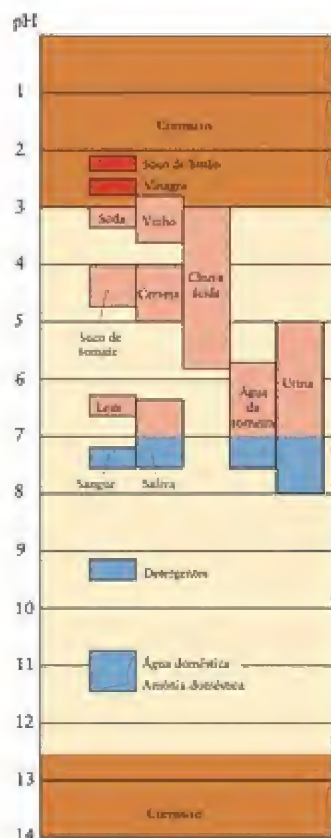 pH
1
Corrosivo
2
Suco de limão
Vinagre
3
Soda
Vinho
4
Chuva
ácida
Cerveja
5
Suco de
tomate
6
Leite
Água
da
torneira
Urina
7
Sangue
Saliva
8
9
Detergentes
10
11
Água doméstica
Amônia doméstica
12
13
Corrosivo
14